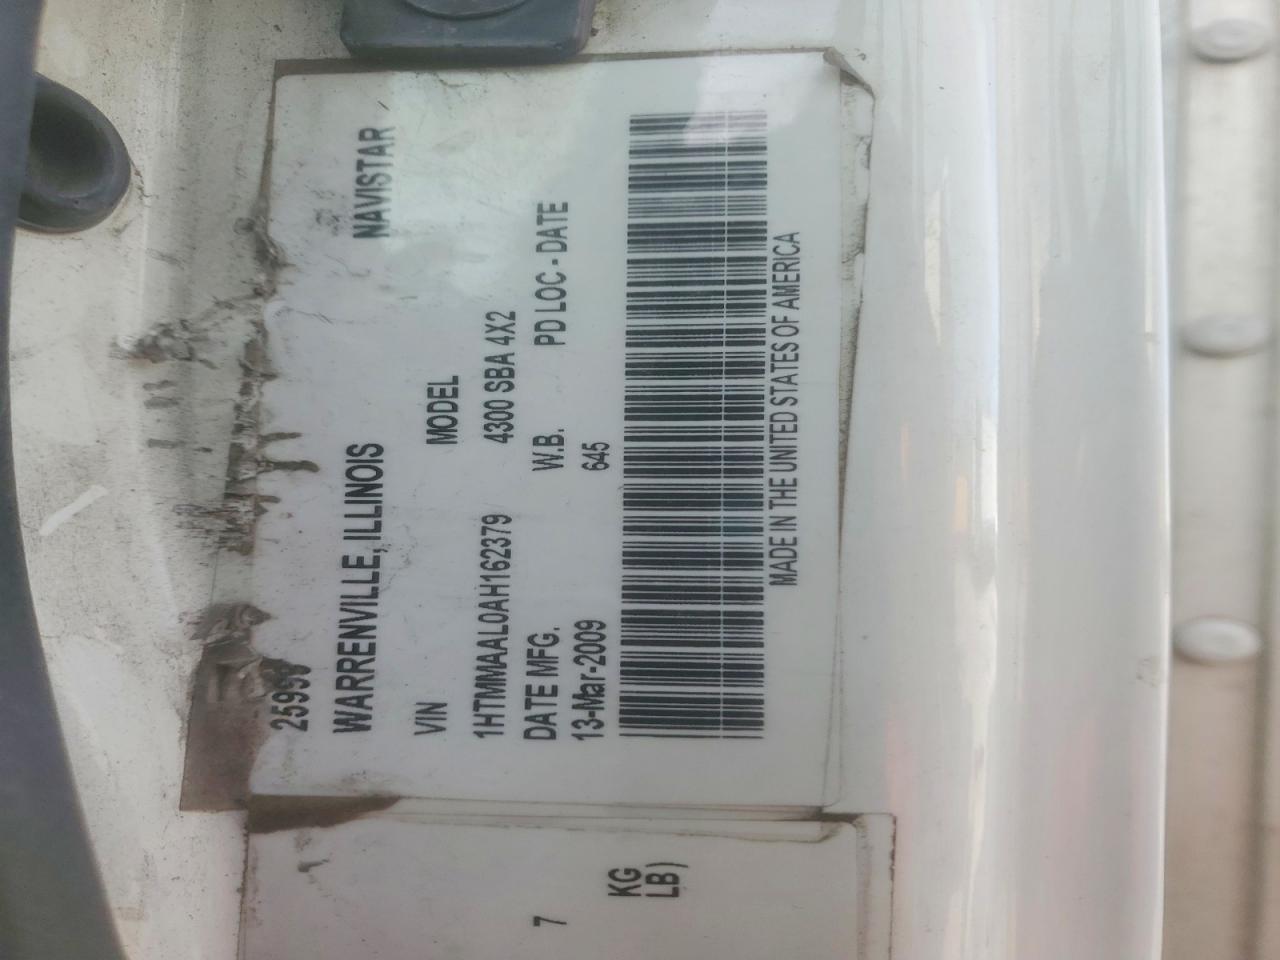 WARRENVILLE, ILLINOIS NAVISTAR
VIN MODEL
1HTMMAAL0AH162379 4300 SBA 4X2
DATE MFG. W.B. PD LOC - DATE
13-Mar-2009 645
MADE IN THE UNITED STATES OF AMERICA
7
KG
LB)